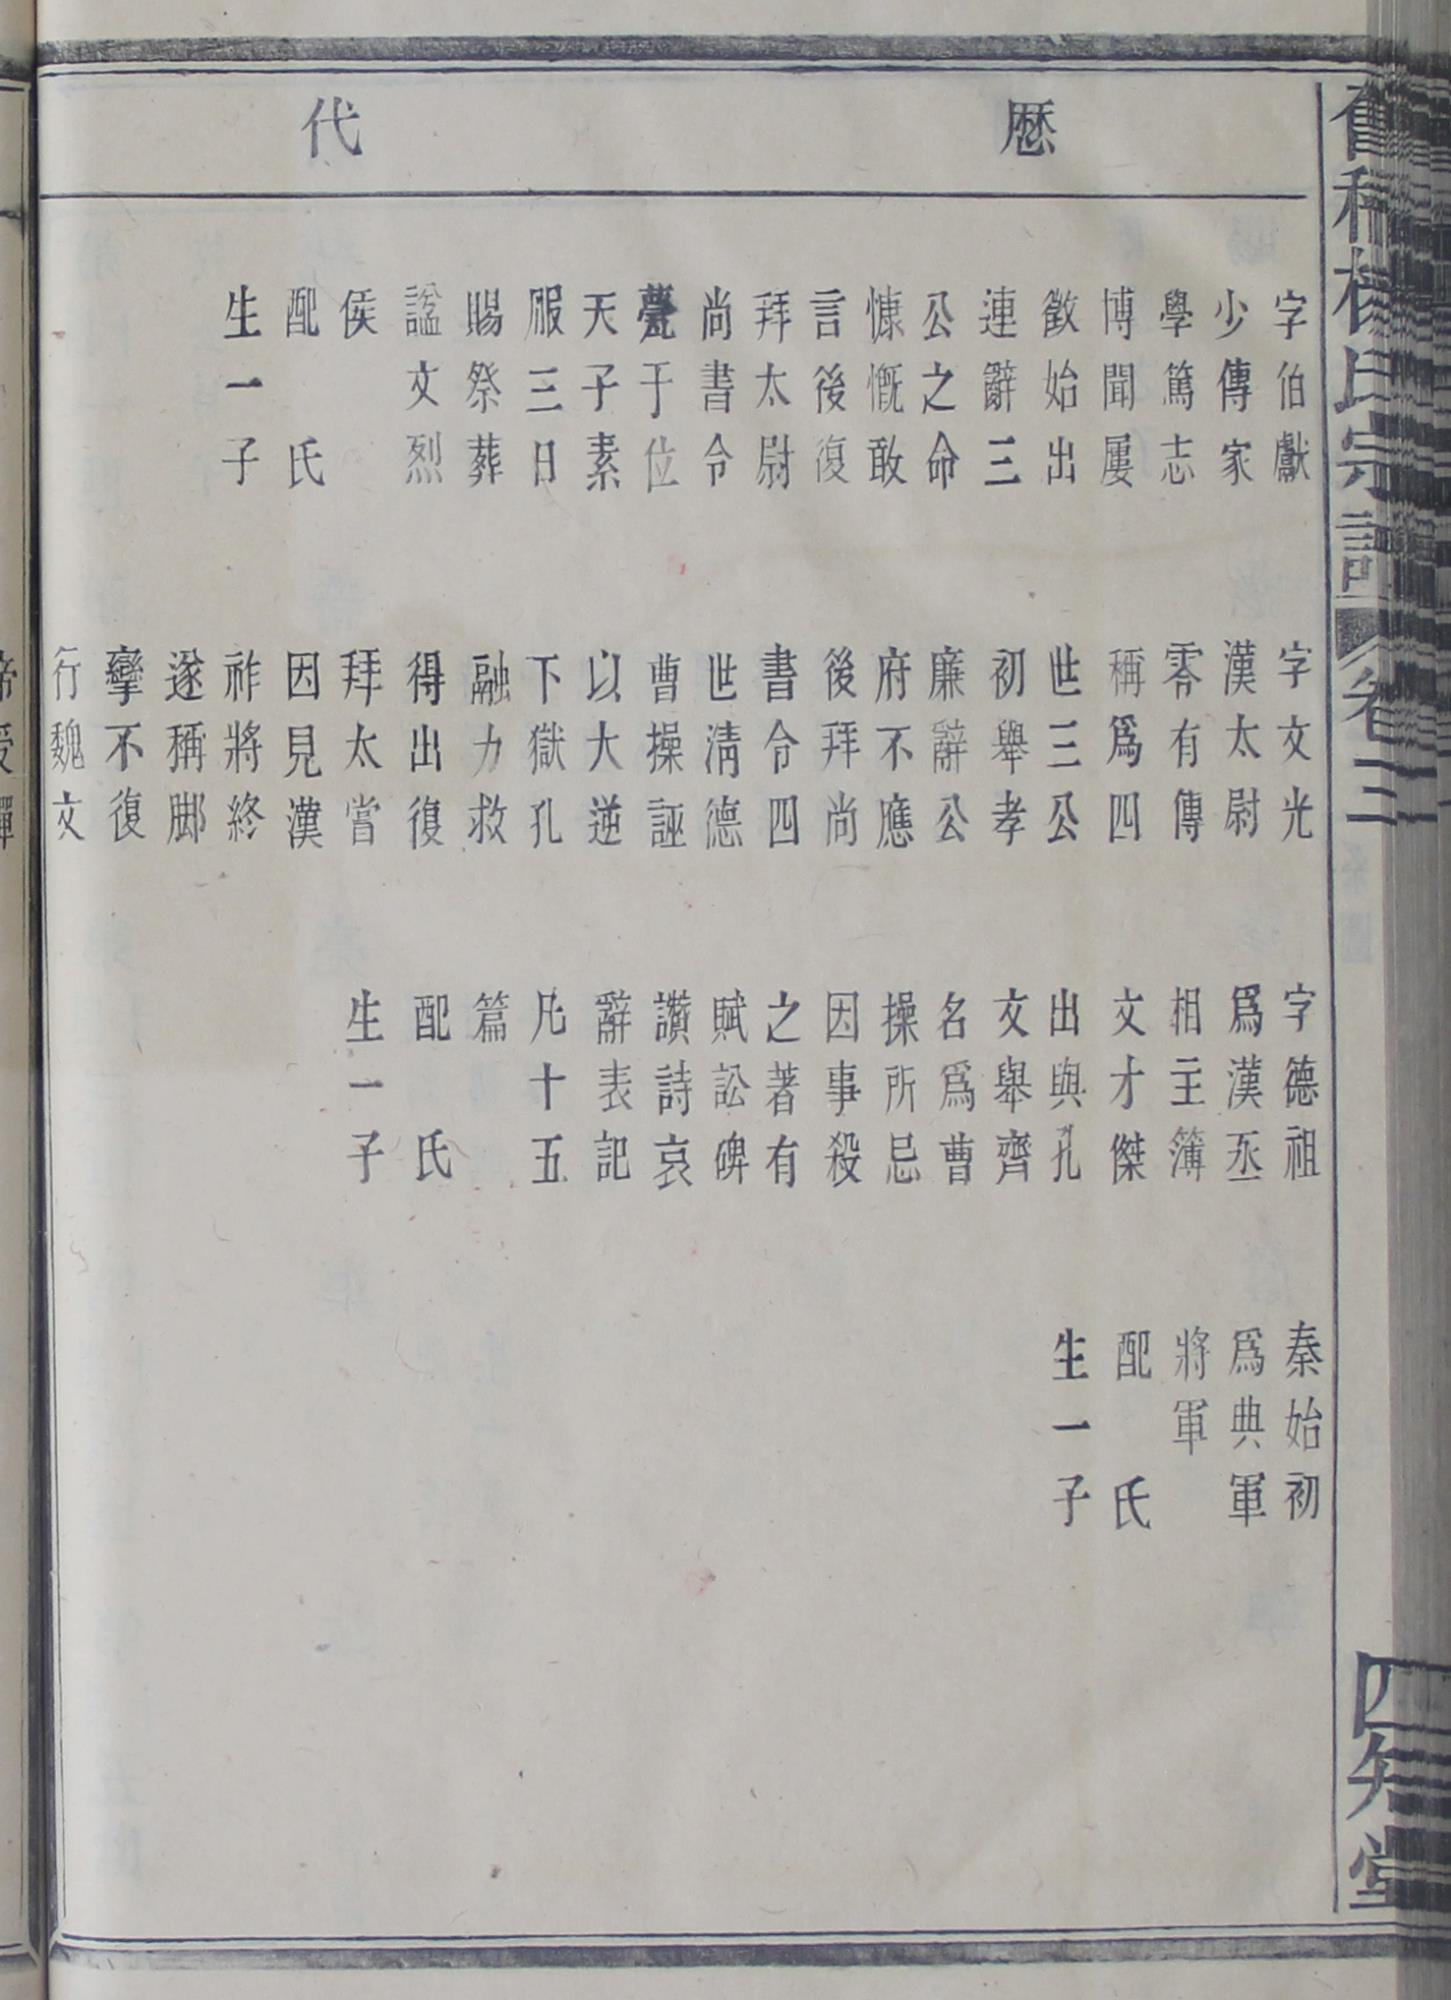 歷
代
字伯獻
少傳家
學篤志
博聞屢
徵始出
連辭三
公之命
慷慨敢
言後復
拜太尉
尚書令
薨于位
天子素
服三日
賜祭葬
諡文烈
侯
配 氏
生一子
字文光
漢太尉
零有傳
稱爲四
世三公
初舉孝
廉辭公
府不應
後拜尚
書令四
世清德
曹操誣
以大逆
下獄孔
融力救
得出復
拜太嘗
因見漢
祚將終
遂稱脚
攣不復
行魏文
字德祖
爲漢丞
相主簿
文才傑
出與孔
文舉齊
名爲曹
操所忌
因事殺
之著有
賦訟碑
讚詩哀
辭表記
凡十五
篇
配 氏
生一子
秦始初
爲典軍
將軍
配 氏
生一子
氏宗譜 卷三
四知堂